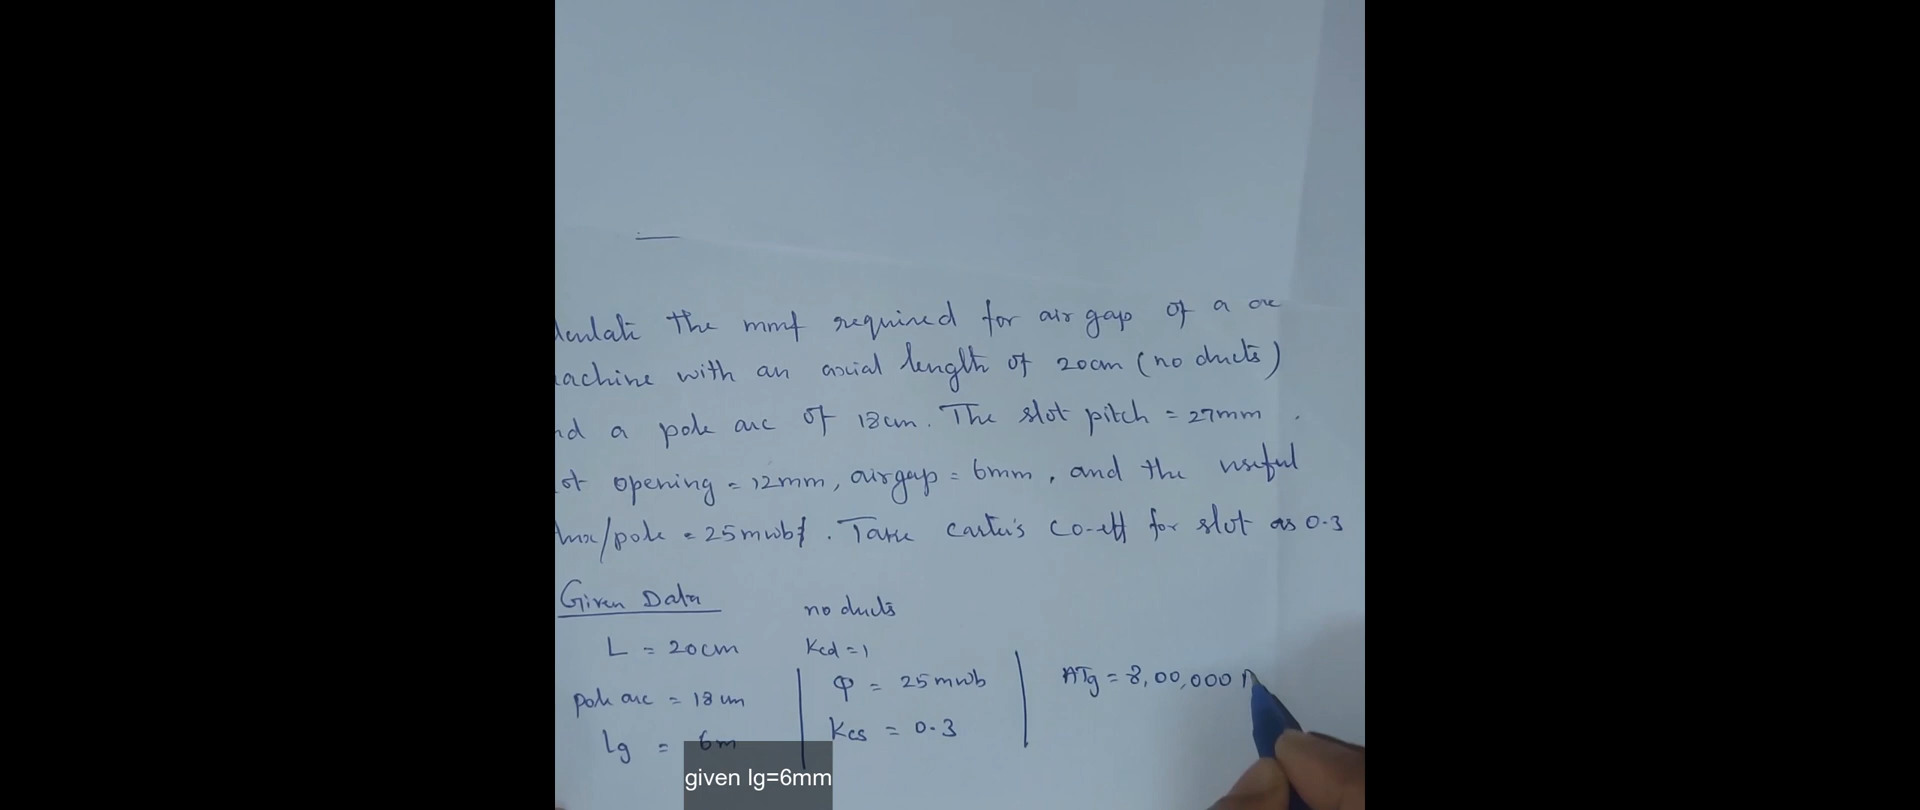 lculate the mmf required for air gap of a
achine with an axial length of 20cm (no ducts)
nd a pole arc of 18cm. The slot pitch = 27mm.
ot opening = 12mm, airgap = 6mm, and the useful
lux/pole = 25mwb. Take carter's co-eff for slot as 0.3
Given Data
no ducts
L = 20cm
Kcd = 1
pole arc = 18 cm
φ = 25mwb
ATg = 8,00,000
lg = 6m
Kcs = 0.3
given lg=6mm